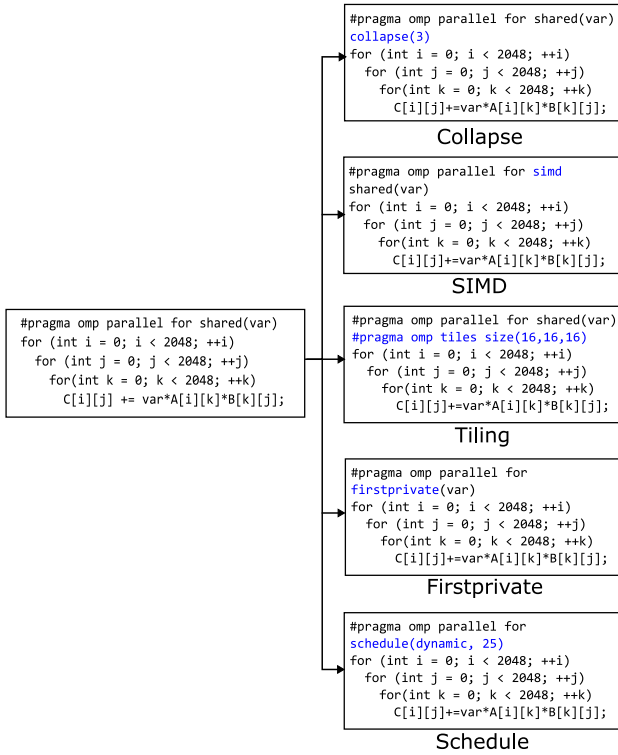 #pragma omp parallel for shared(var)
collapse(3)
for (int i = 0; i < 2048; ++i)
for (int j = 0; j < 2048; ++j)
for(int k = 0; k < 2048; ++k)
C[i][j]+=var*A[i][k]*B[k][j];
Collapse
#pragma omp parallel for simd
shared(var)
for (int i = 0; i < 2048; ++i)
for (int j = 0; j < 2048; ++j)
for(int k = 0; k < 2048; ++k)
C[i][j]+=var*A[i][k]*B[k][j];
SIMD
#pragma omp parallel for shared(var)
for (int i = 0; i < 2048; ++i)
for (int j = 0; j < 2048; ++j)
for(int k = 0; k < 2048; ++k)
C[i][j] += var*A[i][k]*B[k][j];
#pragma omp parallel for shared(var)
#pragma omp tiles size(16,16,16)
for (int i = 0; i < 2048; ++i)
for (int j = 0; j < 2048; ++j)
for(int k = 0; k < 2048; ++k)
C[i][j]+=var*A[i][k]*B[k][j];
Tiling
#pragma omp parallel for
firstprivate(var)
for (int i = 0; i < 2048; ++i)
for (int j = 0; j < 2048; ++j)
for(int k = 0; k < 2048; ++k)
C[i][j]+=var*A[i][k]*B[k][j];
Firstprivate
#pragma omp parallel for
schedule(dynamic, 25)
for (int i = 0; i < 2048; ++i)
for (int j = 0; j < 2048; ++j)
for(int k = 0; k < 2048; ++k)
C[i][j]+=var*A[i][k]*B[k][j];
Schedule